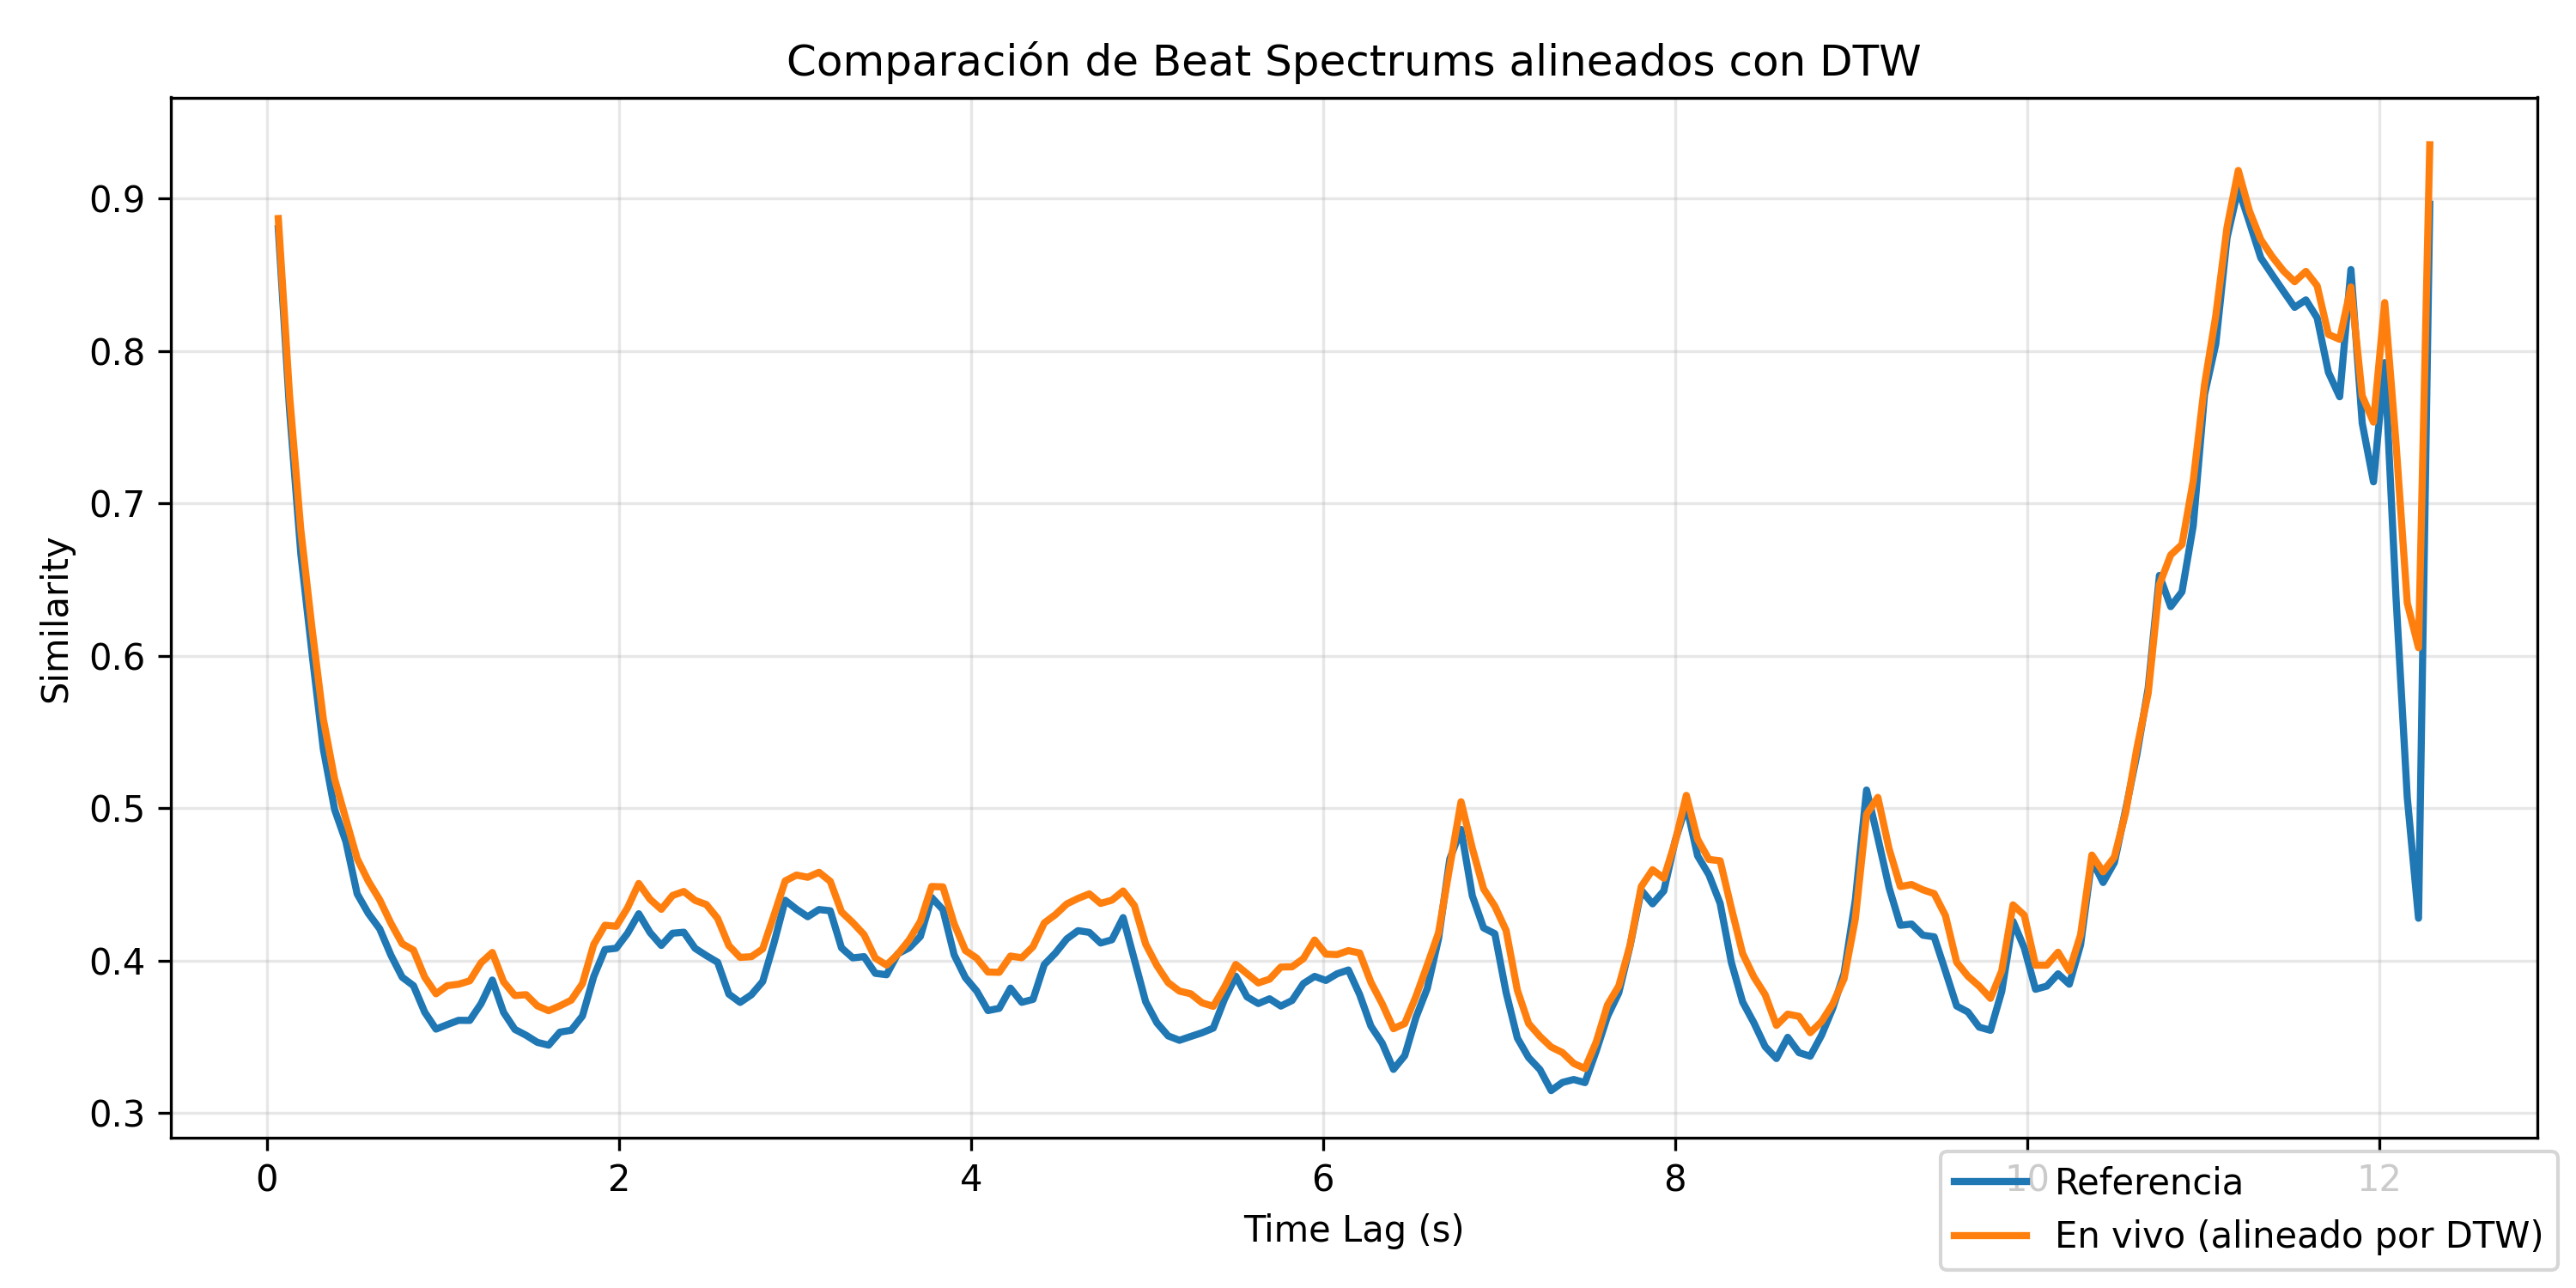 Comparación de Beat Spectrums alineados con DTW
Similarity
0.9
0.8
0.7
0.6
0.5
0.4
0.3
0 2 4 6 8 10 12
Time Lag (s)
Referencia
En vivo (alineado por DTW)